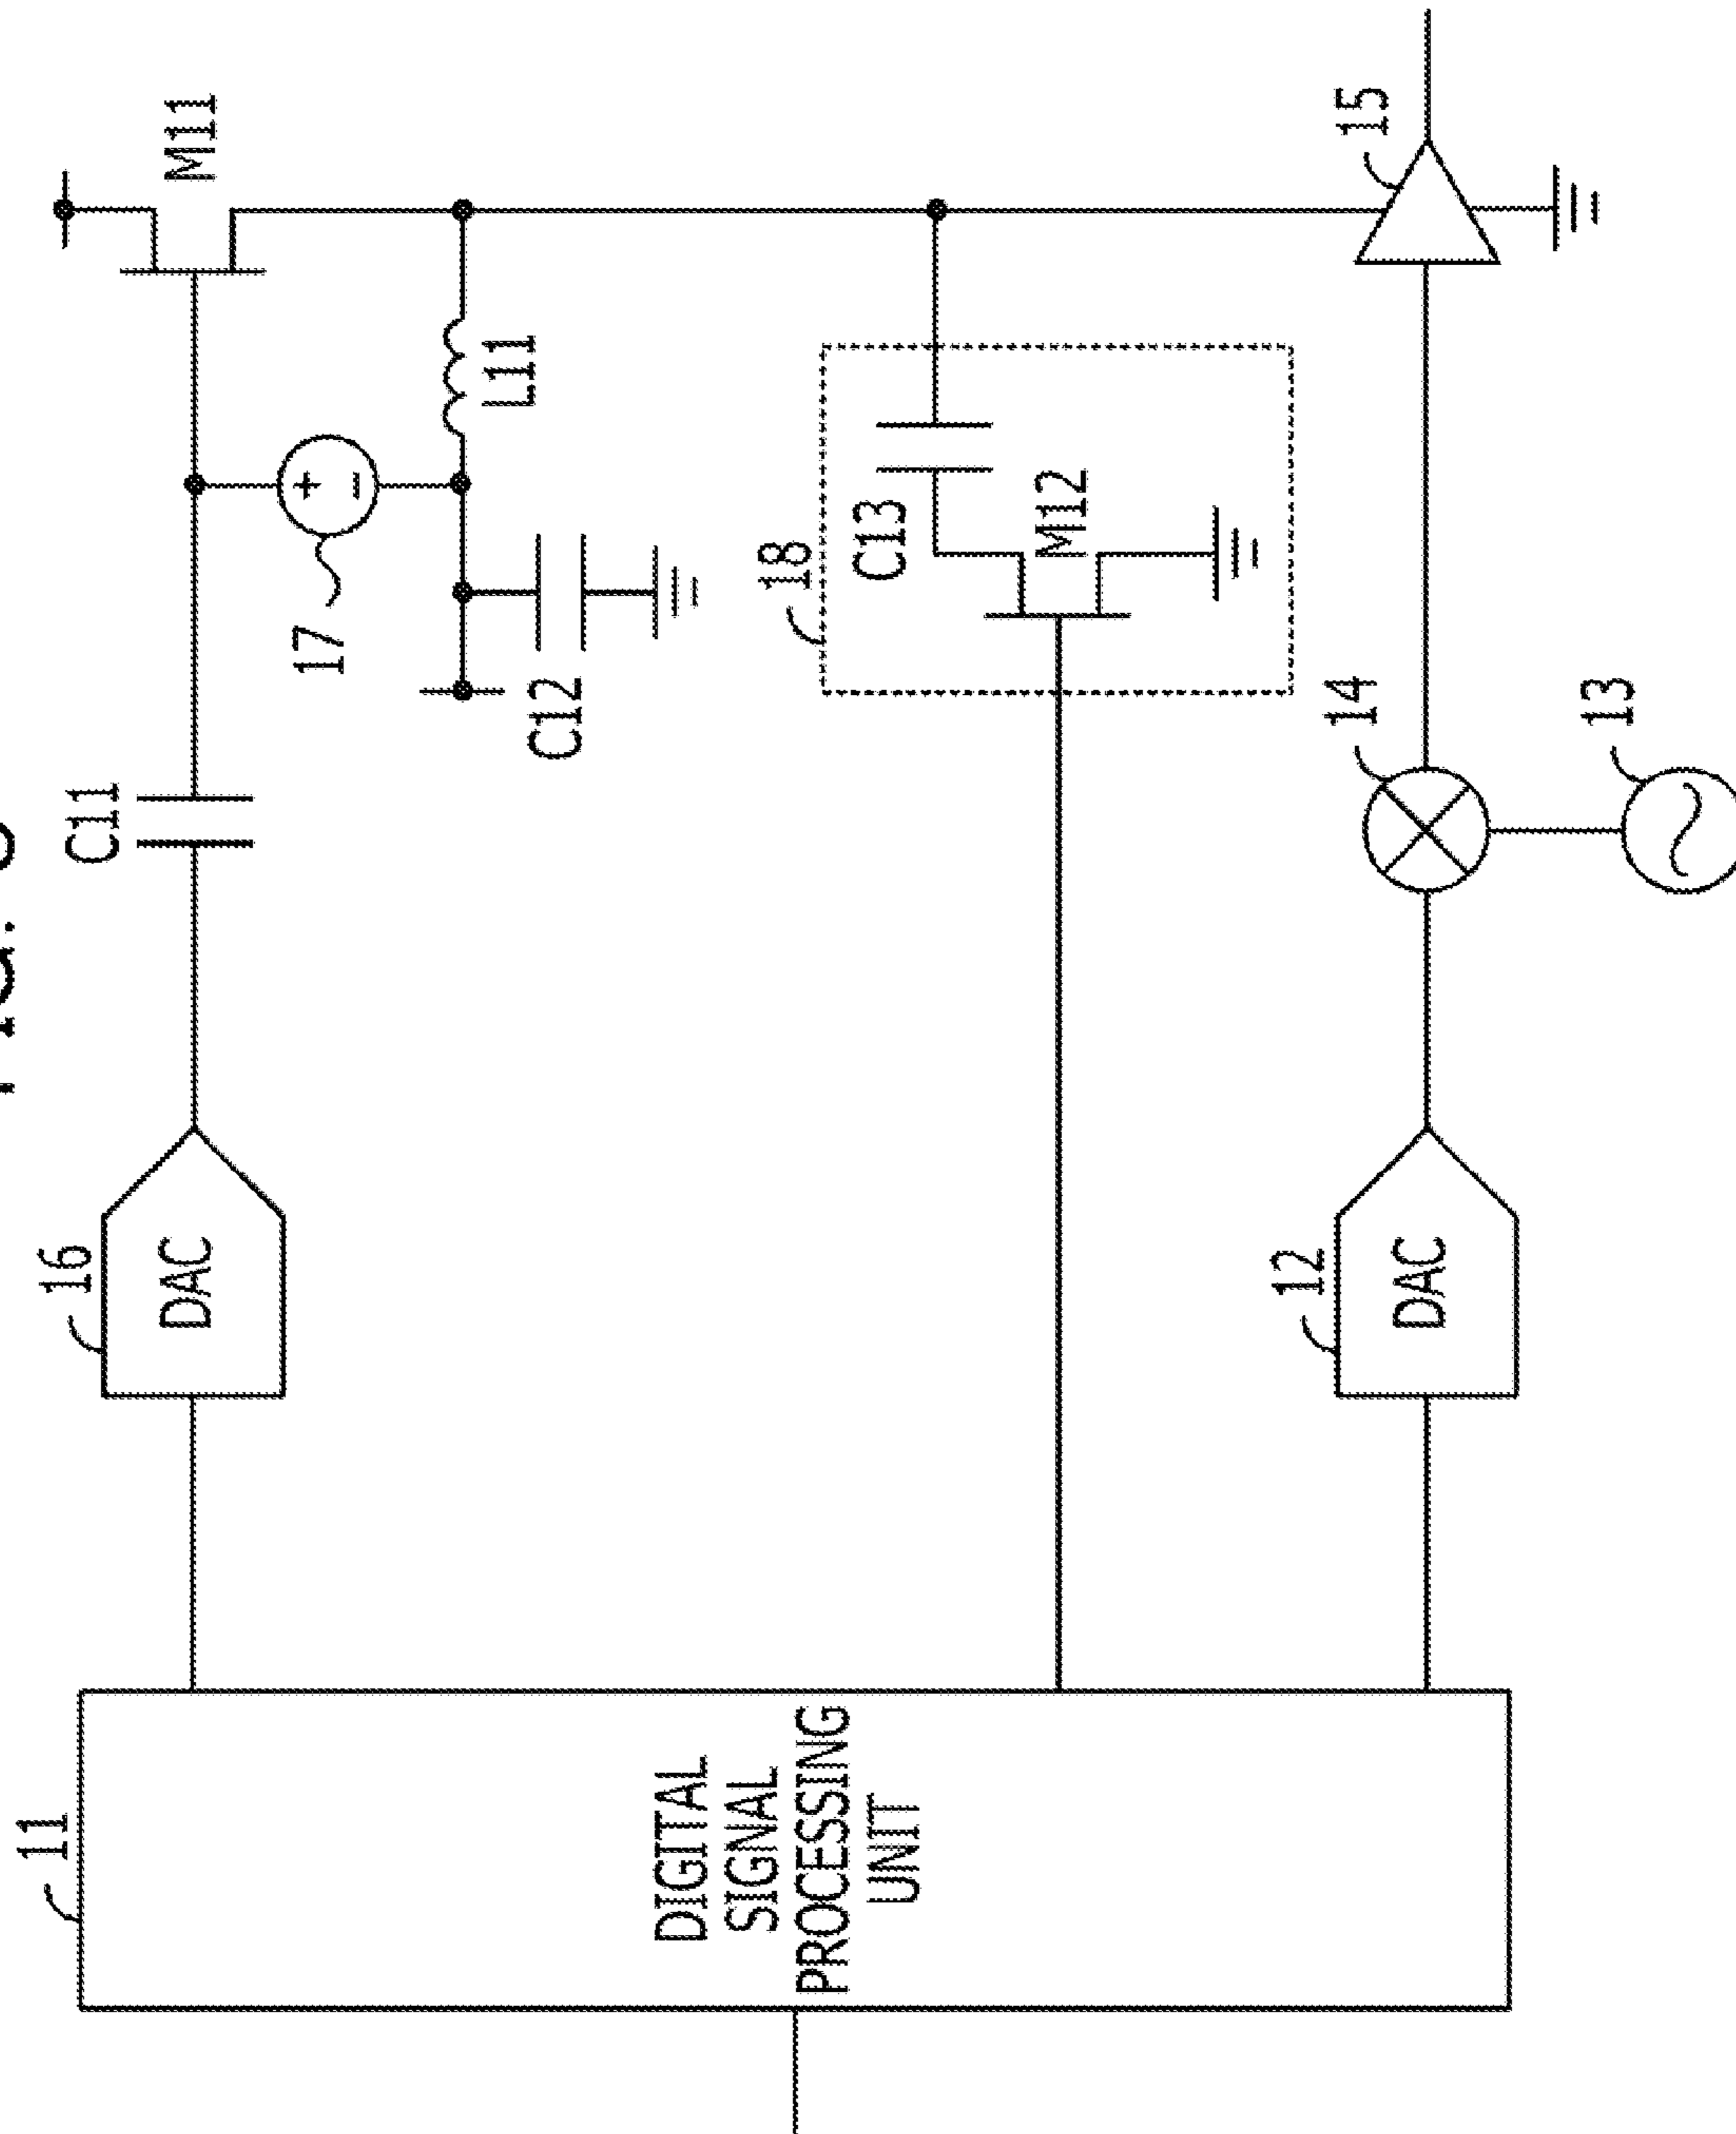 11
DIGITAL
SIGNAL
PROCESSING
UNIT
16
DAC
C11
M11
17
L11
C12
18
C13
M12
12
DAC
14
13
15